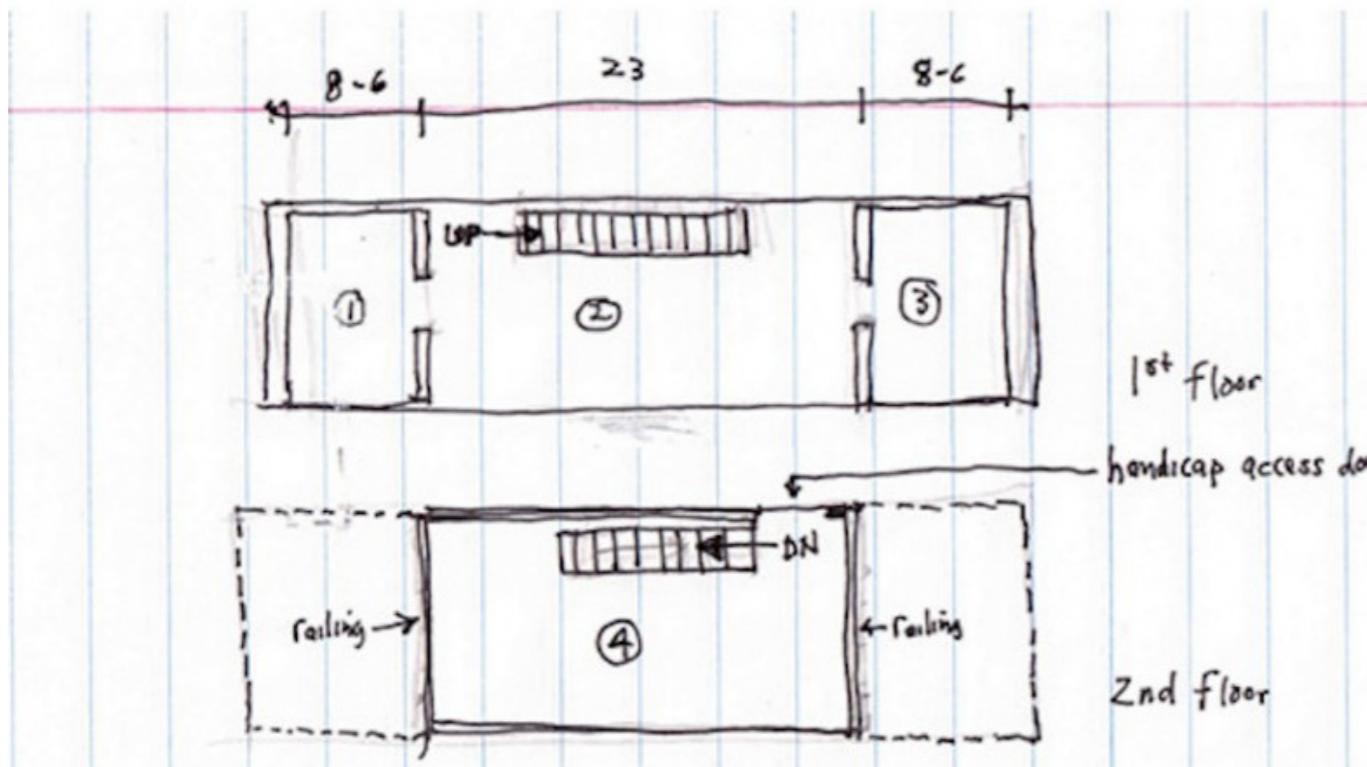 8-6 23 8-6
UP
1 2 3
1st floor
handicap access do
DN
railing railing
4
2nd floor